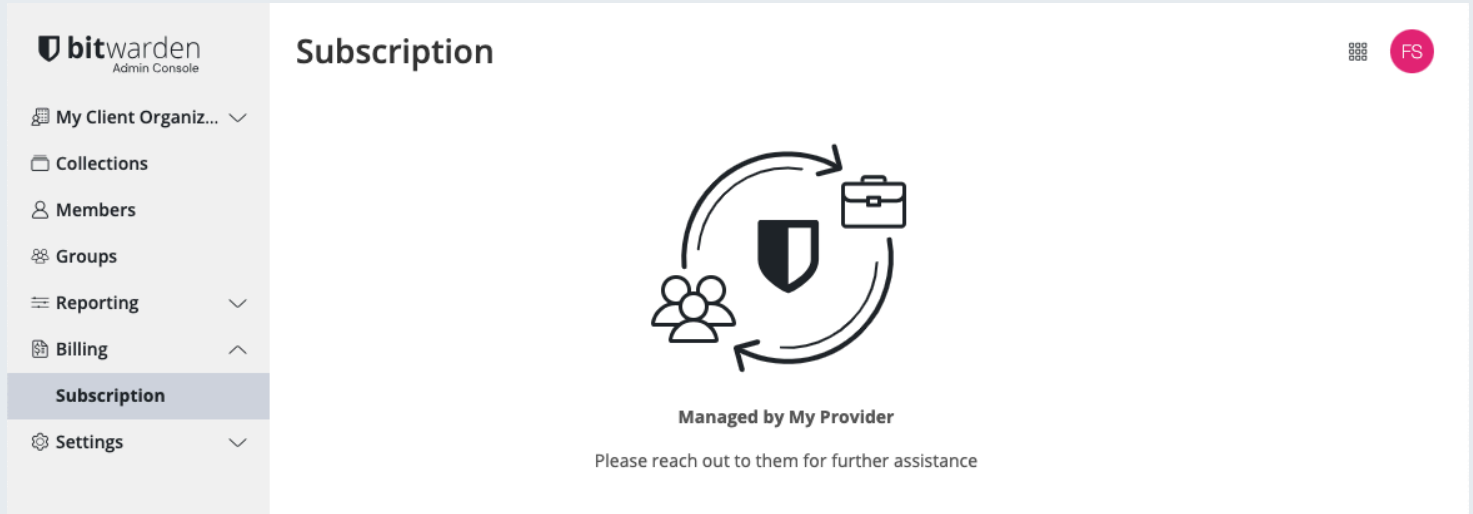 bitwarden
Admin Console
My Client Organiz...
Collections
Members
Groups
Reporting
Billing
Subscription
Settings
Subscription
FS
Managed by My Provider
Please reach out to them for further assistance